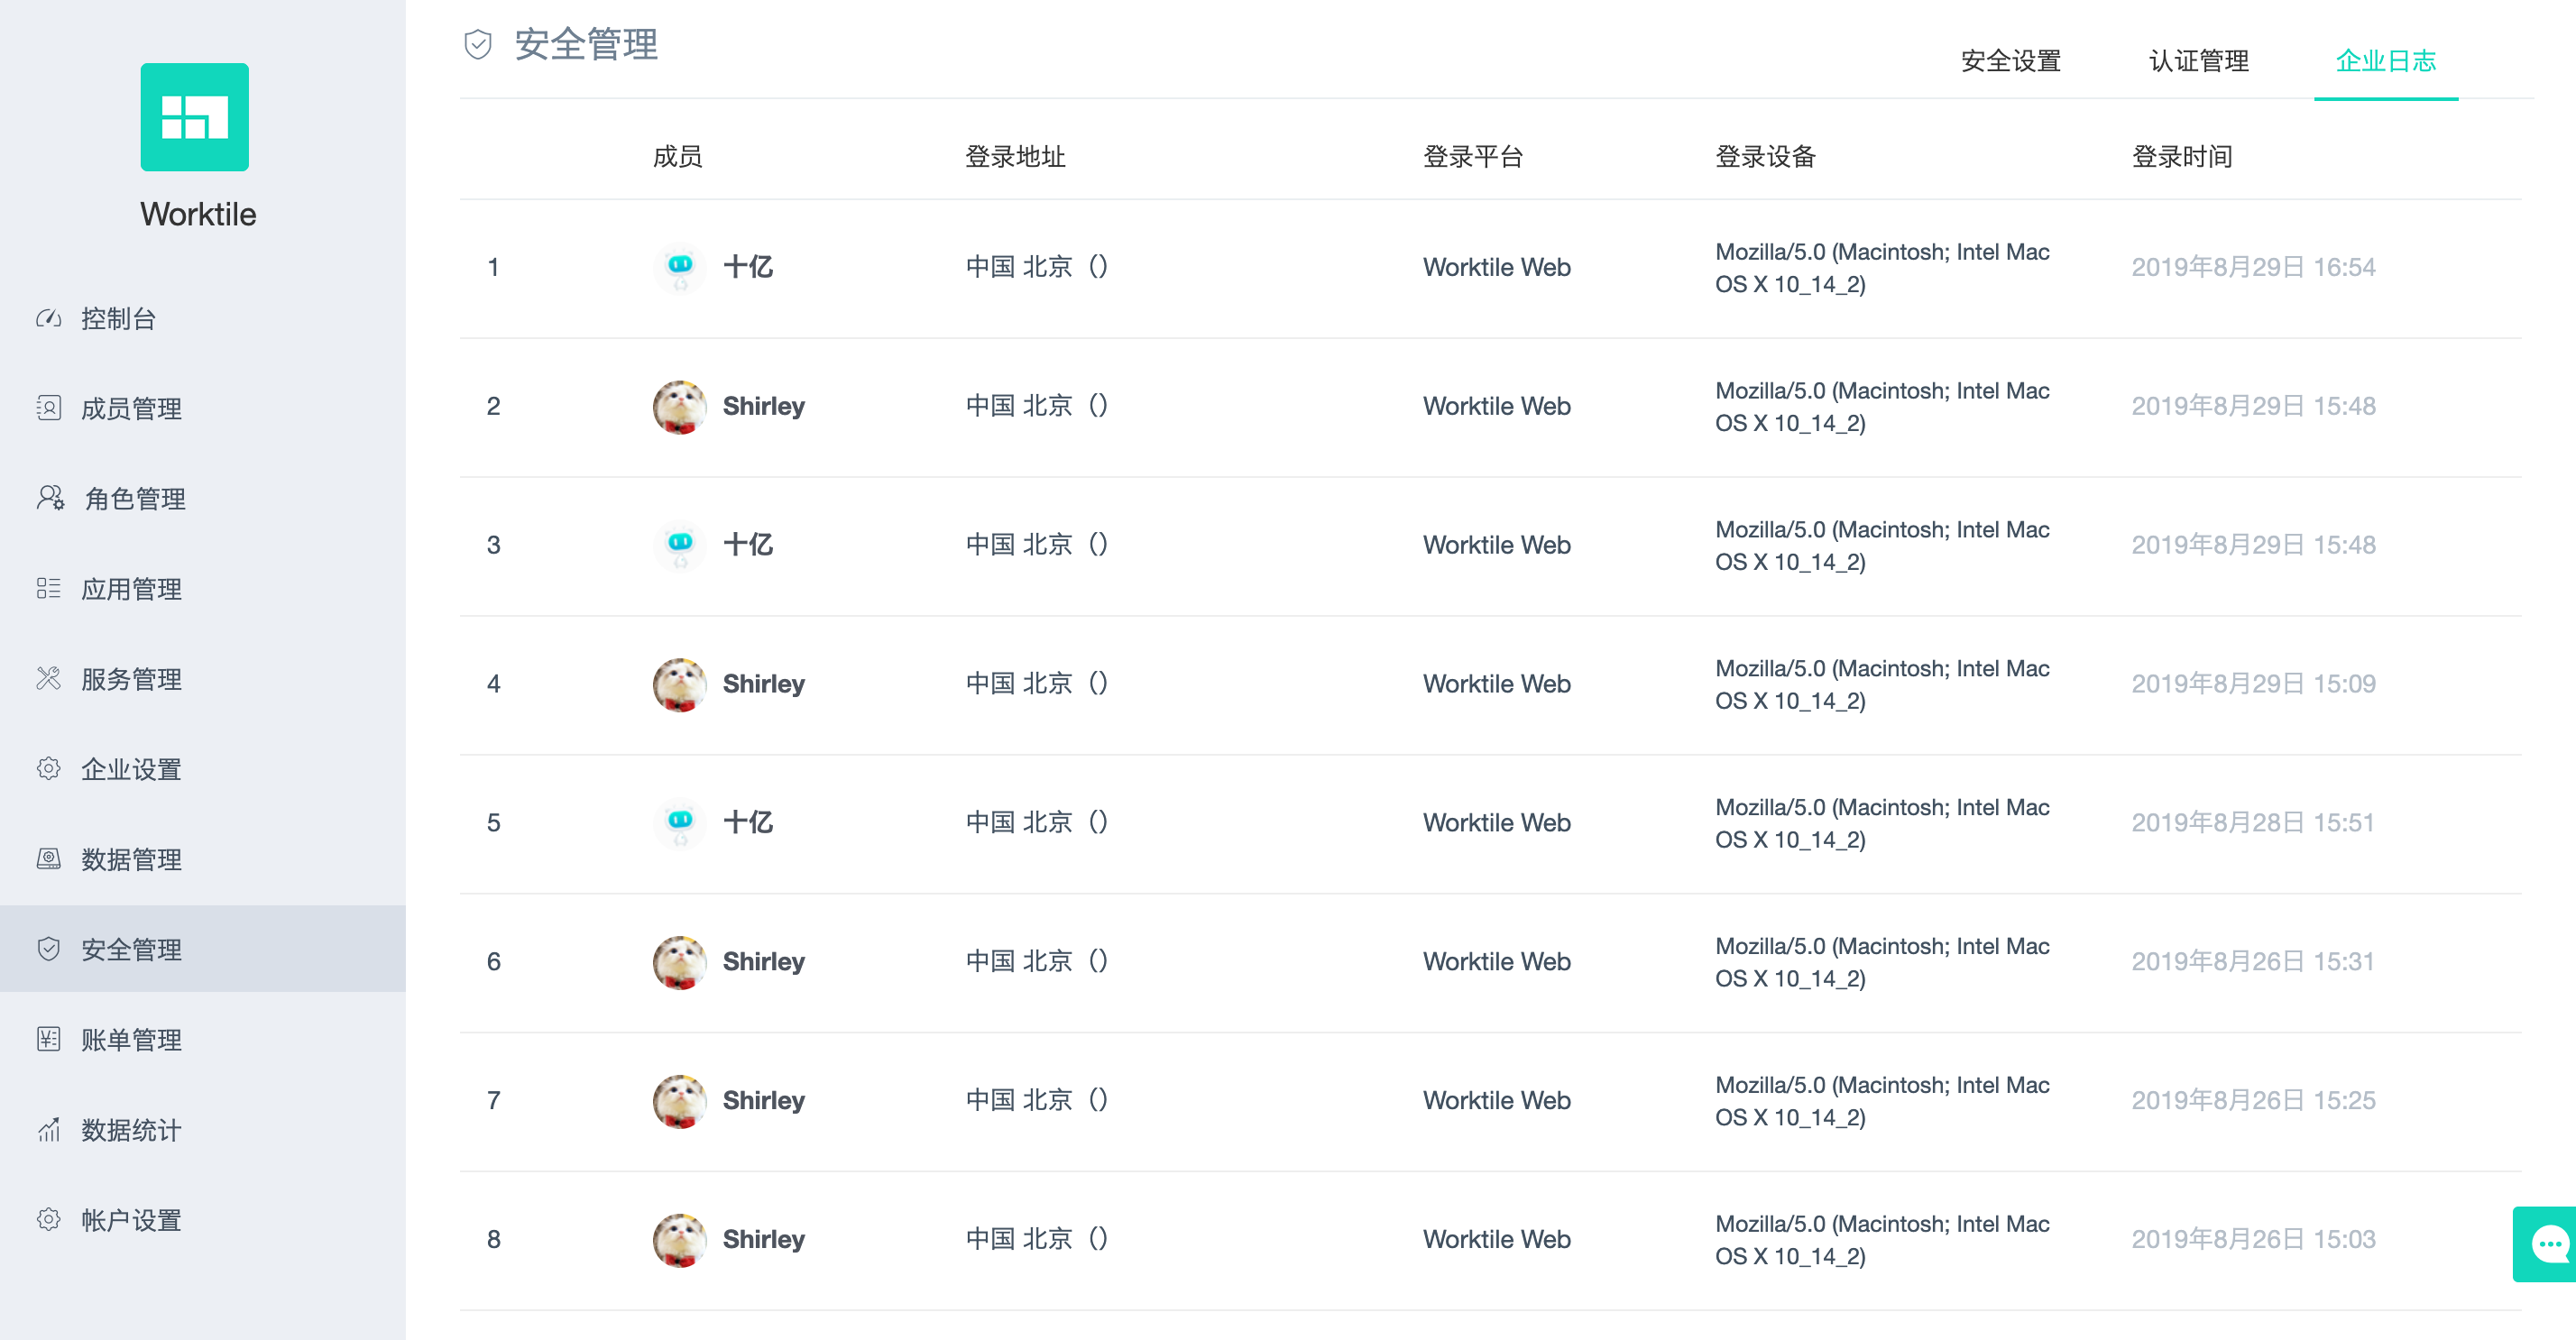 Worktile
控制台
成员管理
角色管理
应用管理
服务管理
企业设置
数据管理
安全管理
账单管理
数据统计
帐户设置
安全管理
安全设置 认证管理 企业日志
成员 登录地址 登录平台 登录设备 登录时间
1 十亿 中国 北京（） Worktile Web Mozilla/5.0 (Macintosh; Intel Mac 2019年8月29日 16:54
OS X 10_14_2)
2 Shirley 中国 北京（） Worktile Web Mozilla/5.0 (Macintosh; Intel Mac 2019年8月29日 15:48
OS X 10_14_2)
3 十亿 中国 北京（） Worktile Web Mozilla/5.0 (Macintosh; Intel Mac 2019年8月29日 15:48
OS X 10_14_2)
4 Shirley 中国 北京（） Worktile Web Mozilla/5.0 (Macintosh; Intel Mac 2019年8月29日 15:09
OS X 10_14_2)
5 十亿 中国 北京（） Worktile Web Mozilla/5.0 (Macintosh; Intel Mac 2019年8月28日 15:51
OS X 10_14_2)
6 Shirley 中国 北京（） Worktile Web Mozilla/5.0 (Macintosh; Intel Mac 2019年8月26日 15:31
OS X 10_14_2)
7 Shirley 中国 北京（） Worktile Web Mozilla/5.0 (Macintosh; Intel Mac 2019年8月26日 15:25
OS X 10_14_2)
8 Shirley 中国 北京（） Worktile Web Mozilla/5.0 (Macintosh; Intel Mac 2019年8月26日 15:03
OS X 10_14_2)